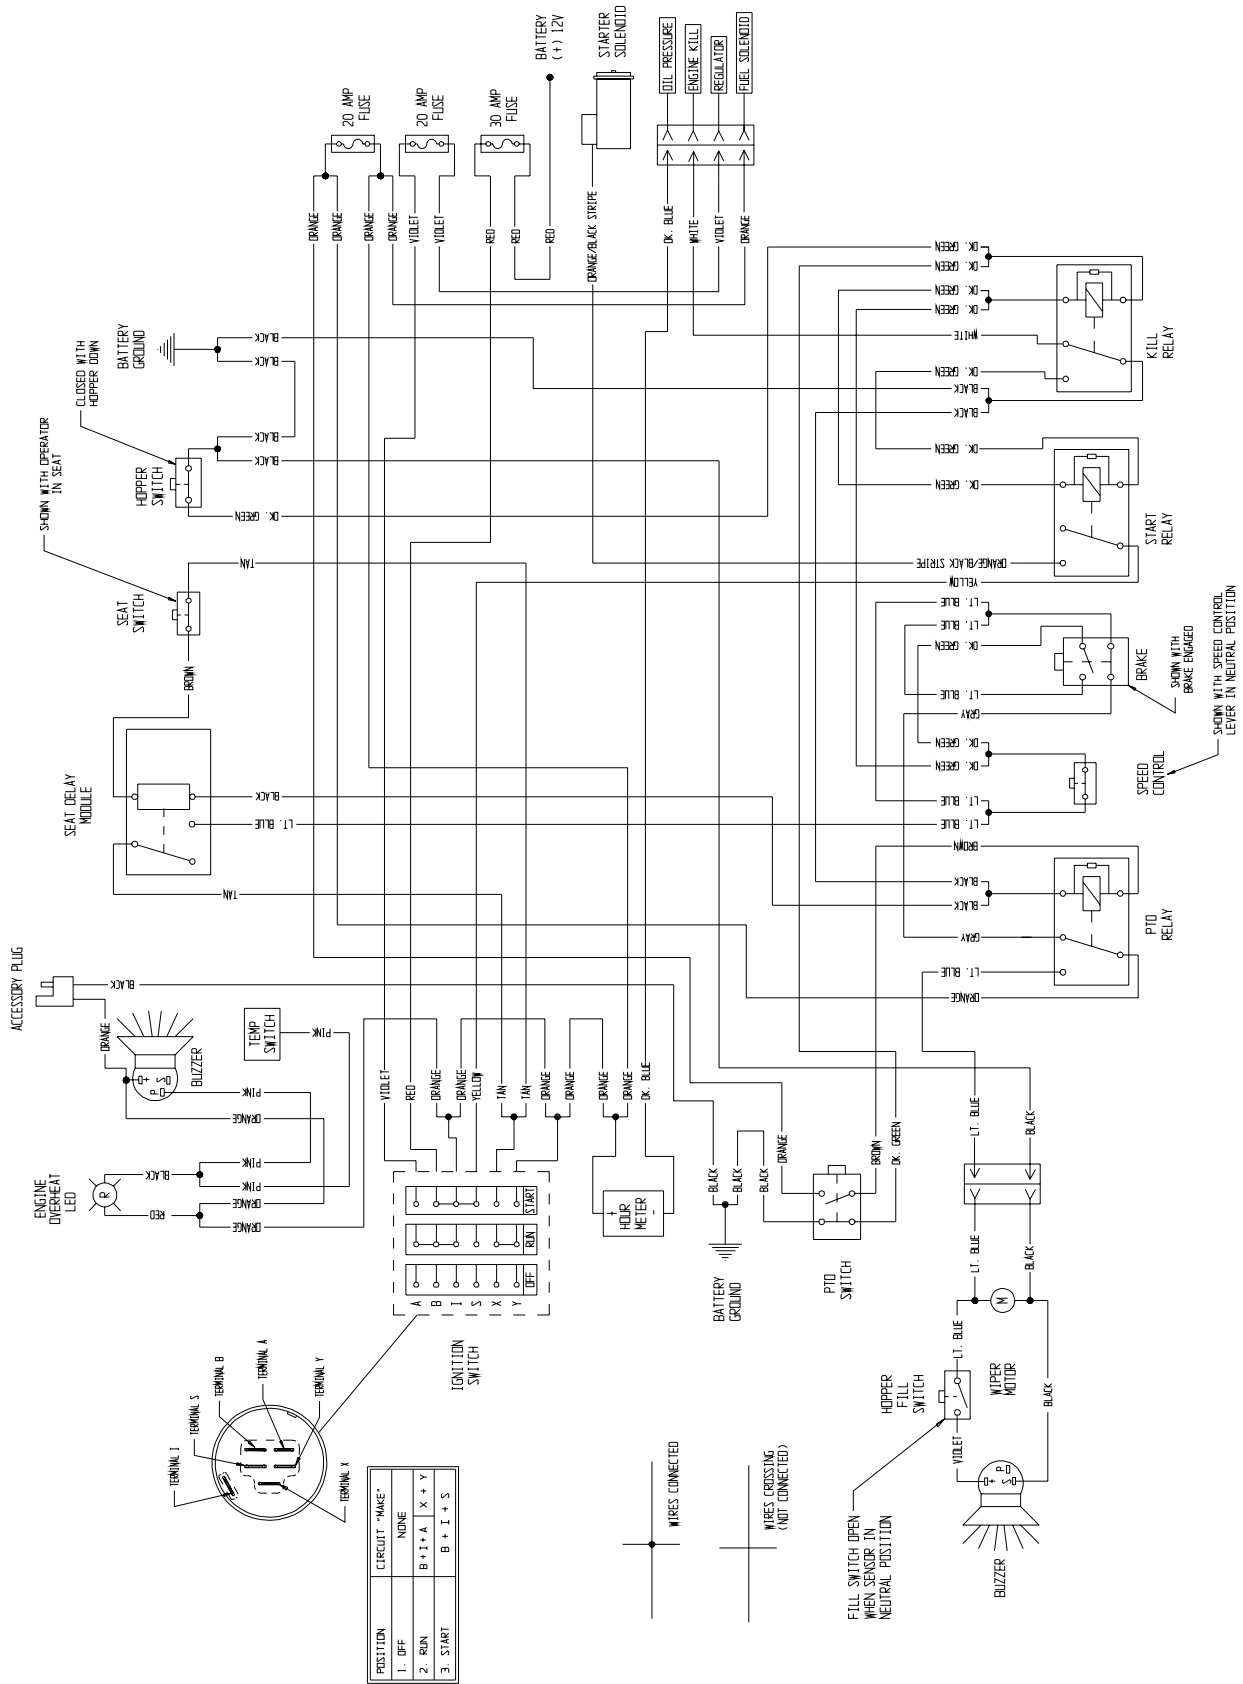 BATTERY
(+) 12V
STARTER
SOLENOID
OIL PRESSURE
ENGINE KILL
REGULATOR
FUEL SOLENOID
20 AMP
FUSE
20 AMP
FUSE
30 AMP
FUSE
ORANGE
ORANGE
ORANGE
ORANGE
VIOLET
VIOLET
RED
RED
RED
ORANGE/BLACK STRIPE
DK. BLUE
WHITE
VIOLET
ORANGE
BATTERY
GROUND
BLACK
BLACK
CLOSED WITH
HOPPER DOWN
SHOWN WITH OPERATOR
IN SEAT
HOPPER
SWITCH
BLACK
BLACK
DK. GREEN
SEAT
SWITCH
TAN
BROWN
SEAT DELAY
MODULE
BLACK
LT. BLUE
TAN
DK. GREEN
DK. GREEN
DK. GREEN
DK. GREEN
WHITE
DK. GREEN
BLACK
BLACK
KILL
RELAY
DK. GREEN
DK. GREEN
ORANGE/BLACK STRIPE
YELLOW
START
RELAY
LT. BLUE
LT. BLUE
DK. GREEN
LT. BLUE
GRAY
BRAKE
SHOWN WITH
BRAKE ENGAGED
DK. GREEN
DK. GREEN
LT. BLUE
LT. BLUE
SPEED
CONTROL
SHOWN WITH SPEED CONTROL
LEVER IN NEUTRAL POSITION
BROWN
BLACK
BLACK
GRAY
LT. BLUE
ORANGE
PTO
RELAY
ACCESSORY PLUG
BLACK
ORANGE
BUZZER
+
S
P
TEMP
SWITCH
PINK
PINK
ORANGE
PINK
BLACK
PINK
ORANGE
RED
ORANGE
ENGINE
OVERHEAT
LED
R
VIOLET
RED
ORANGE
ORANGE
YELLOW
TAN
TAN
ORANGE
ORANGE
ORANGE
ORANGE
DK. BLUE
START
RUN
OFF
A
B
I
S
X
Y
IGNITION
SWITCH
+
HOUR
METER
-
BLACK
BLACK
BLACK
ORANGE
BATTERY
GROUND
BROWN
DK. GREEN
PTO
SWITCH
LT. BLUE
BLACK
LT. BLUE
BLACK
M
WIPER
MOTOR
LT. BLUE
HOPPER
FILL
SWITCH
VIOLET
BLACK
+
S
P
BUZZER
FILL SWITCH OPEN
WHEN SENSOR IN
NEUTRAL POSITION
TERMINAL I
TERMINAL S
TERMINAL B
TERMINAL A
TERMINAL Y
TERMINAL X
POSITION CIRCUIT "MAKE"
1. OFF NONE
2. RUN B+I+A X + Y
3. START B + I + S
WIRES CONNECTED
WIRES CROSSING
(NOT CONNECTED)